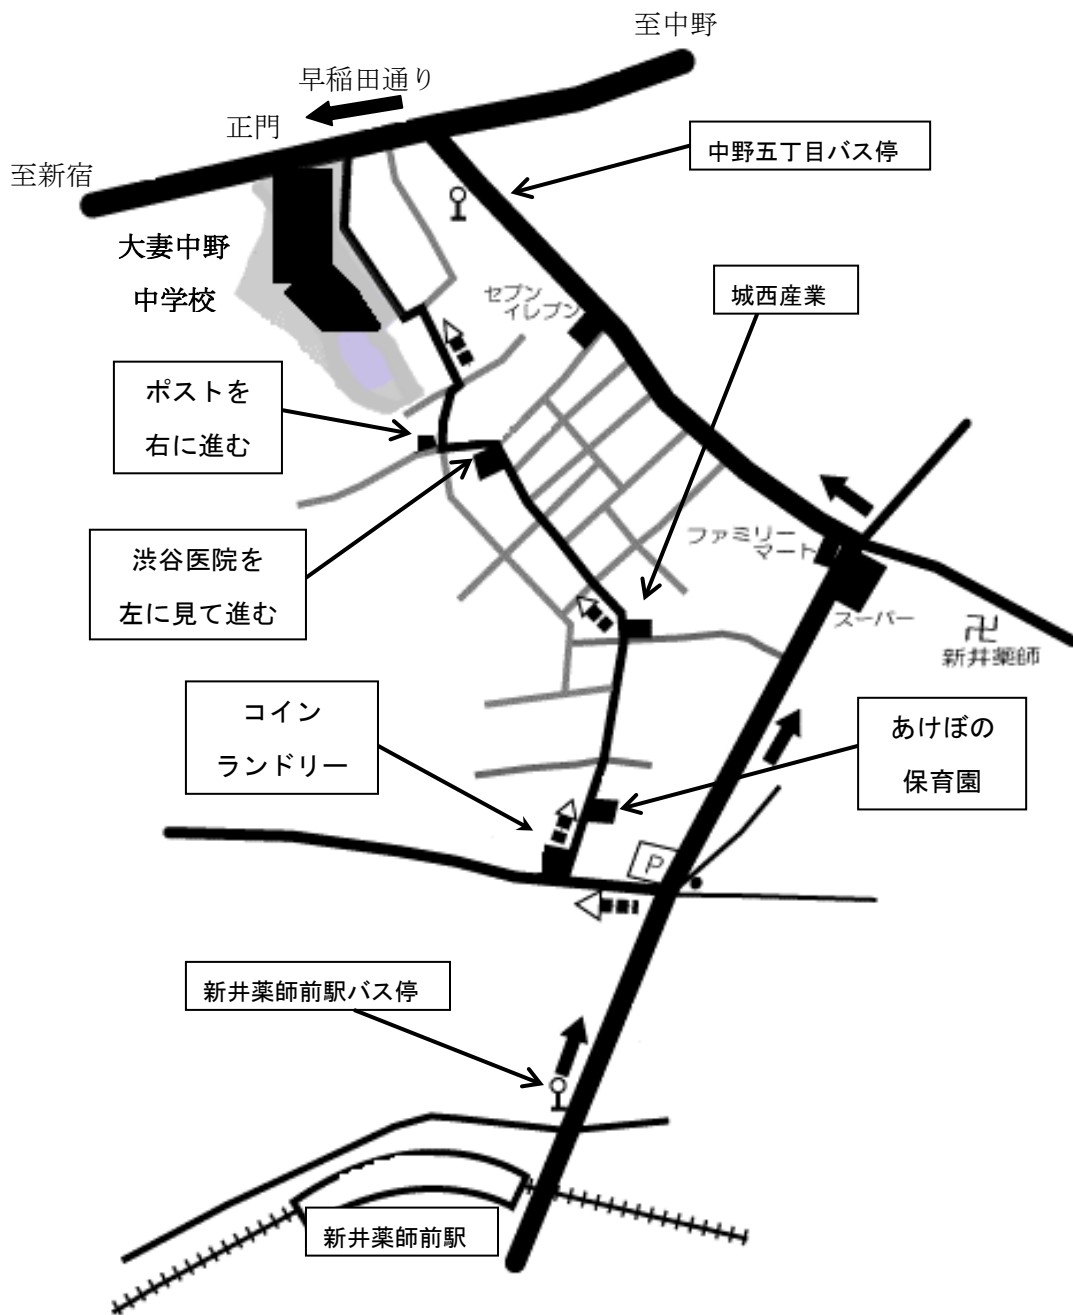 至中野
早稲田通り
正門
至新宿
中野五丁目バス停
大妻中野
中学校
セブン
イレブン
城西産業
ポストを
右に進む
渋谷医院を
左に見て進む
ファミリー
マート
スーパー
卍
新井薬師
コイン
ランドリー
あけぼの
保育園
P
新井薬師前駅バス停
新井薬師前駅